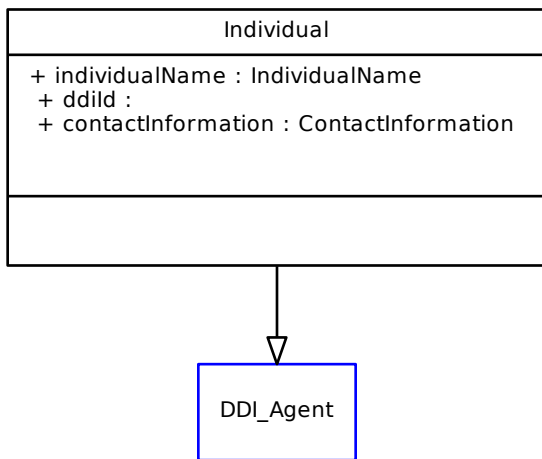 Individual
+ individualName : IndividualName
+ ddiId :
+ contactInformation : ContactInformation
DDI_Agent